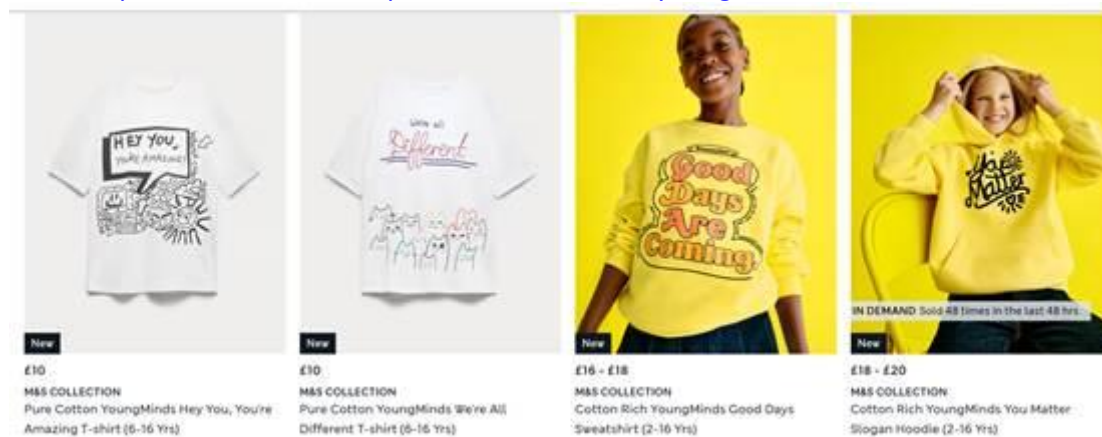 HEY YOU,
YOU'RE AMAZING!
We're all
Different
Good
Days
Are
Coming.
You
Matter
IN DEMAND Sold 48 times in the last 48 hrs.
New
New
New
New
£10
£10
£16 - £18
£18 - £20
M&S COLLECTION
M&S COLLECTION
M&S COLLECTION
M&S COLLECTION
Pure Cotton YoungMinds Hey You, You're
Amazing T-shirt (6-16 Yrs)
Pure Cotton YoungMinds We're All
Different T-shirt (6-16 Yrs)
Cotton Rich YoungMinds Good Days
Sweatshirt (2-16 Yrs)
Cotton Rich YoungMinds You Matter
Slogan Hoodie (2-16 Yrs)